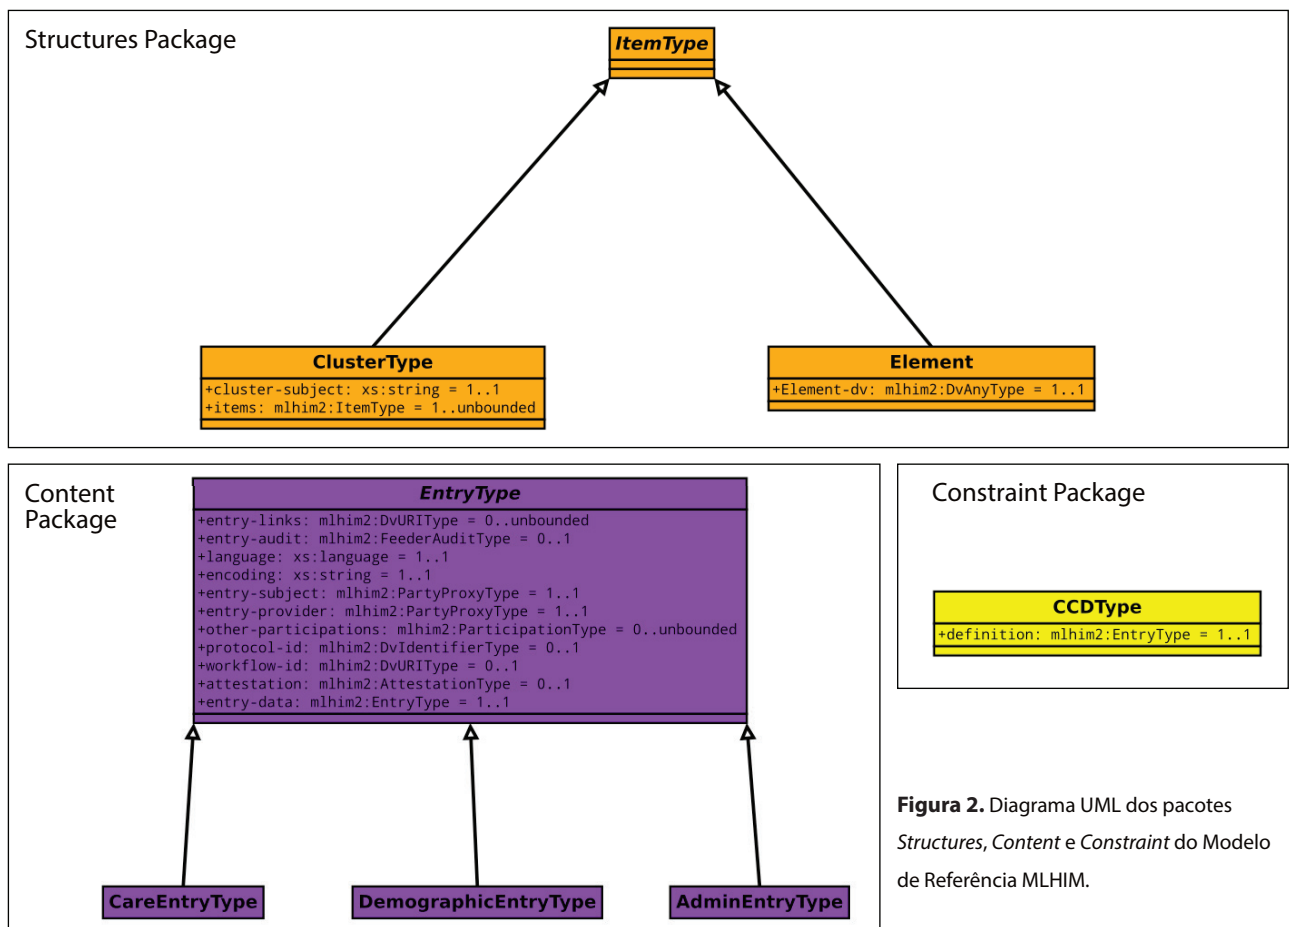 Structures Package
ItemType
ClusterType
+cluster-subject: xs:string = 1..1
+items: mlhim2:ItemType = 1..unbounded
Element
+Element-dv: mlhim2:DvAnyType = 1..1
Content
Package
EntryType
+entry-links: mlhim2:DvURIType = 0..unbounded
+entry-audit: mlhim2:FeederAuditType = 0..1
+language: xs:language = 1..1
+encoding: xs:string = 1..1
+entry-subject: mlhim2:PartyProxyType = 1..1
+entry-provider: mlhim2:PartyProxyType = 1..1
+other-participations: mlhim2:ParticipationType = 0..unbounded
+protocol-id: mlhim2:DvIdentifierType = 0..1
+workflow-id: mlhim2:DvURIType = 0..1
+attestation: mlhim2:AttestationType = 0..1
+entry-data: mlhim2:EntryType = 1..1
CareEntryType
DemographicEntryType
AdminEntryType
Constraint Package
CCDType
+definition: mlhim2:EntryType = 1..1
Figura 2. Diagrama UML dos pacotes
Structures, Content e Constraint do Modelo
de Referência MLHIM.